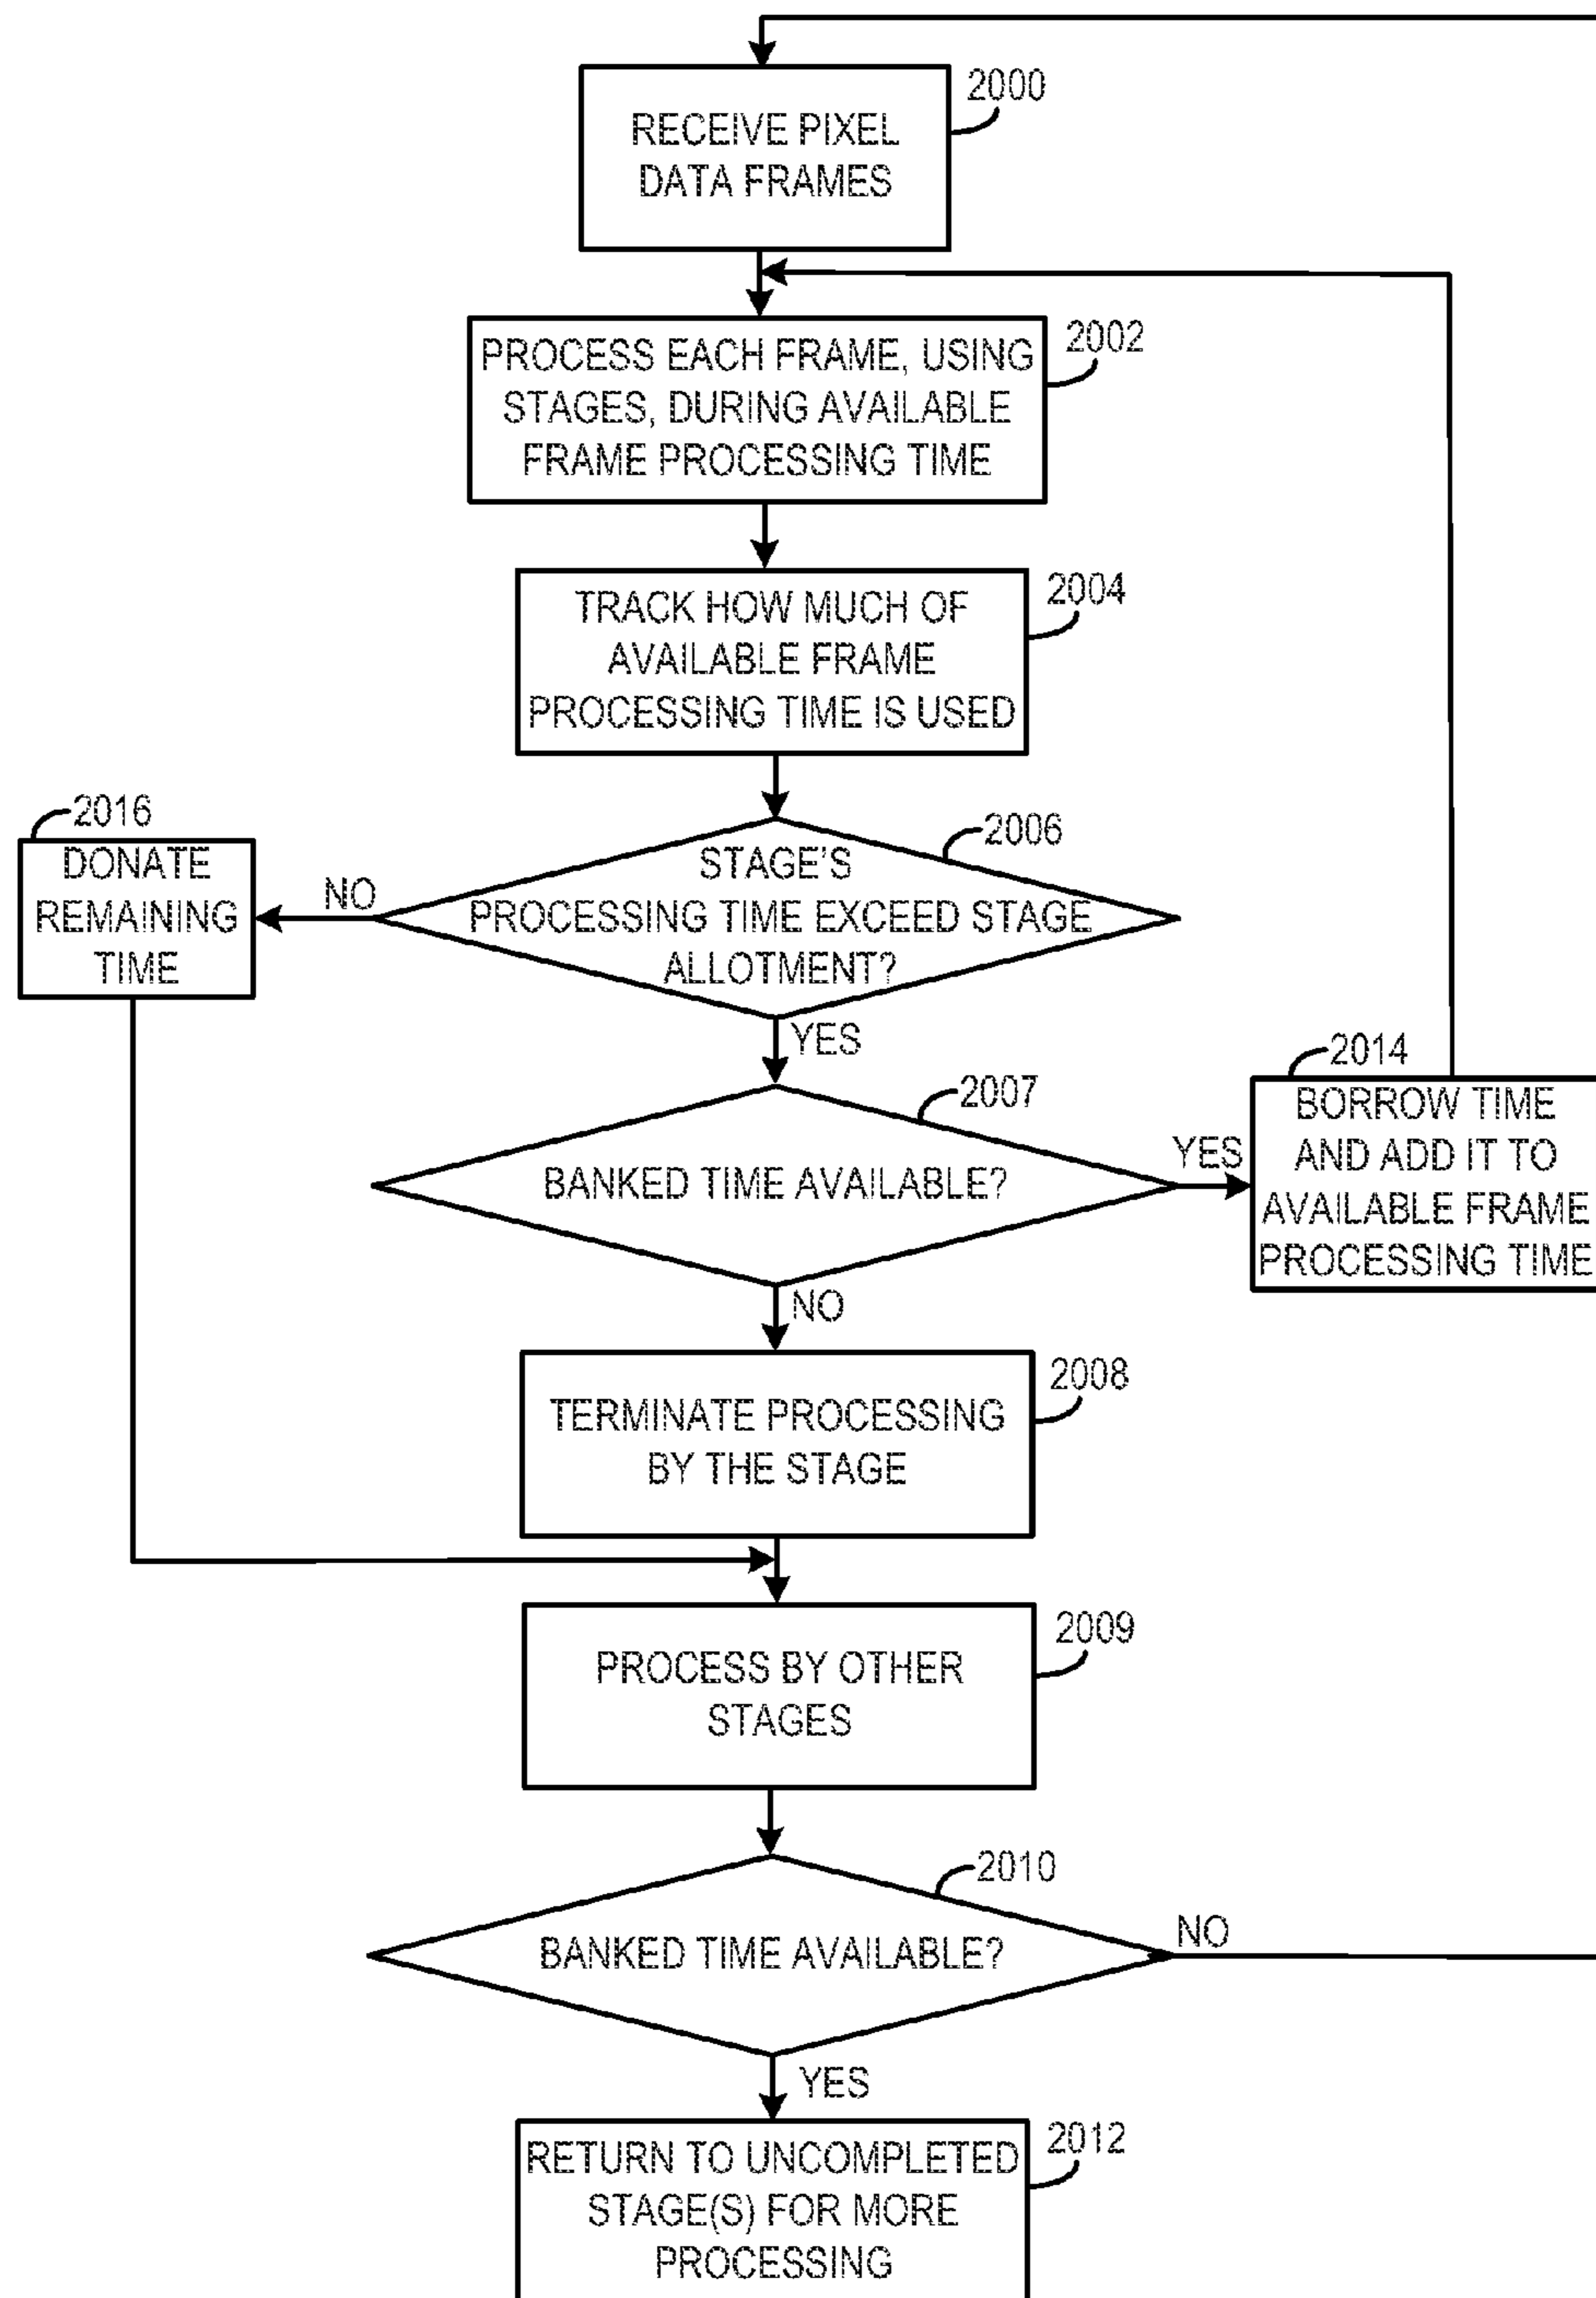 2000
RECEIVE PIXEL
DATA FRAMES
2002
PROCESS EACH FRAME, USING
STAGES, DURING AVAILABLE
FRAME PROCESSING TIME
2004
TRACK HOW MUCH OF
AVAILABLE FRAME
PROCESSING TIME IS USED
2006
STAGE'S
PROCESSING TIME EXCEED STAGE
ALLOTMENT?
NO
2016
DONATE
REMAINING
TIME
YES
2007
BANKED TIME AVAILABLE?
YES
2014
BORROW TIME
AND ADD IT TO
AVAILABLE FRAME
PROCESSING TIME
NO
2008
TERMINATE PROCESSING
BY THE STAGE
2009
PROCESS BY OTHER
STAGES
2010
BANKED TIME AVAILABLE?
NO
YES
2012
RETURN TO UNCOMPLETED
STAGE(S) FOR MORE
PROCESSING